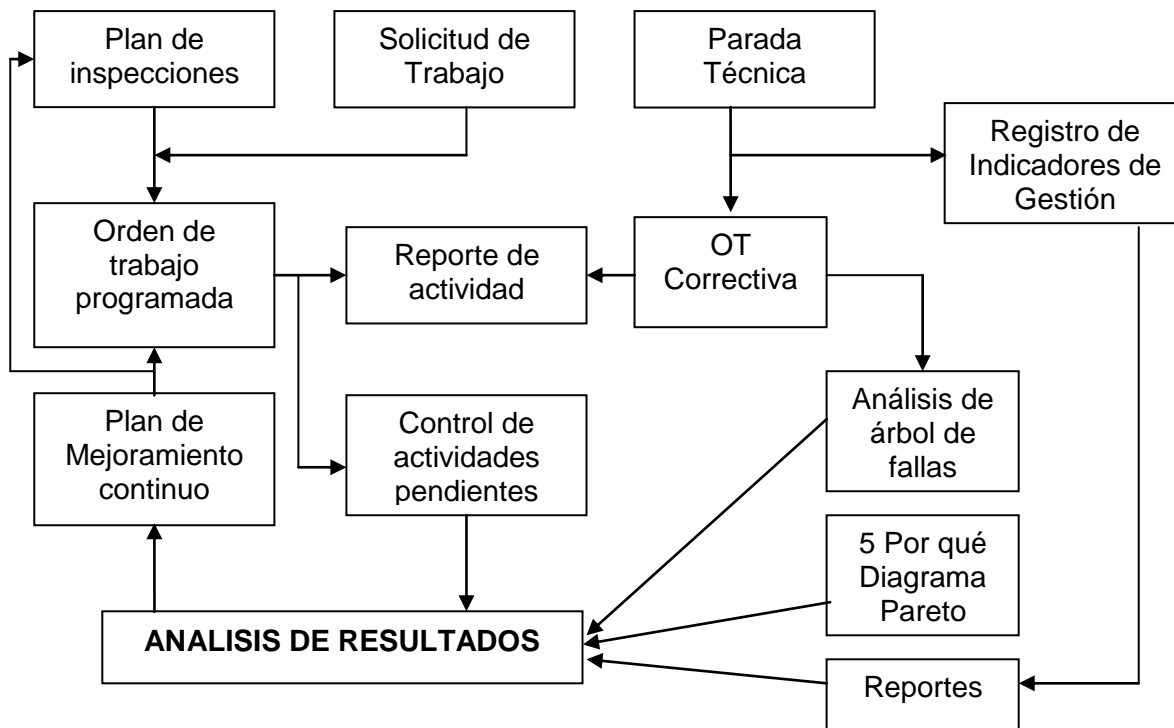 Plan de
inspecciones
Solicitud de
Trabajo
Parada
Técnica
Registro de
Indicadores de
Gestión
Orden de
trabajo
programada
Reporte de
actividad
OT
Correctiva
Plan de
Mejoramiento
continuo
Control de
actividades
pendientes
Análisis de
árbol de
fallas
5 Por qué
Diagrama
Pareto
ANALISIS DE RESULTADOS
Reportes